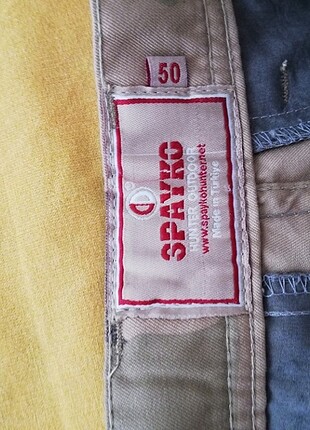 50
SPAYKO
HUNTER OUTDOOR
www.spaykohunter.net
Made in Türkiye